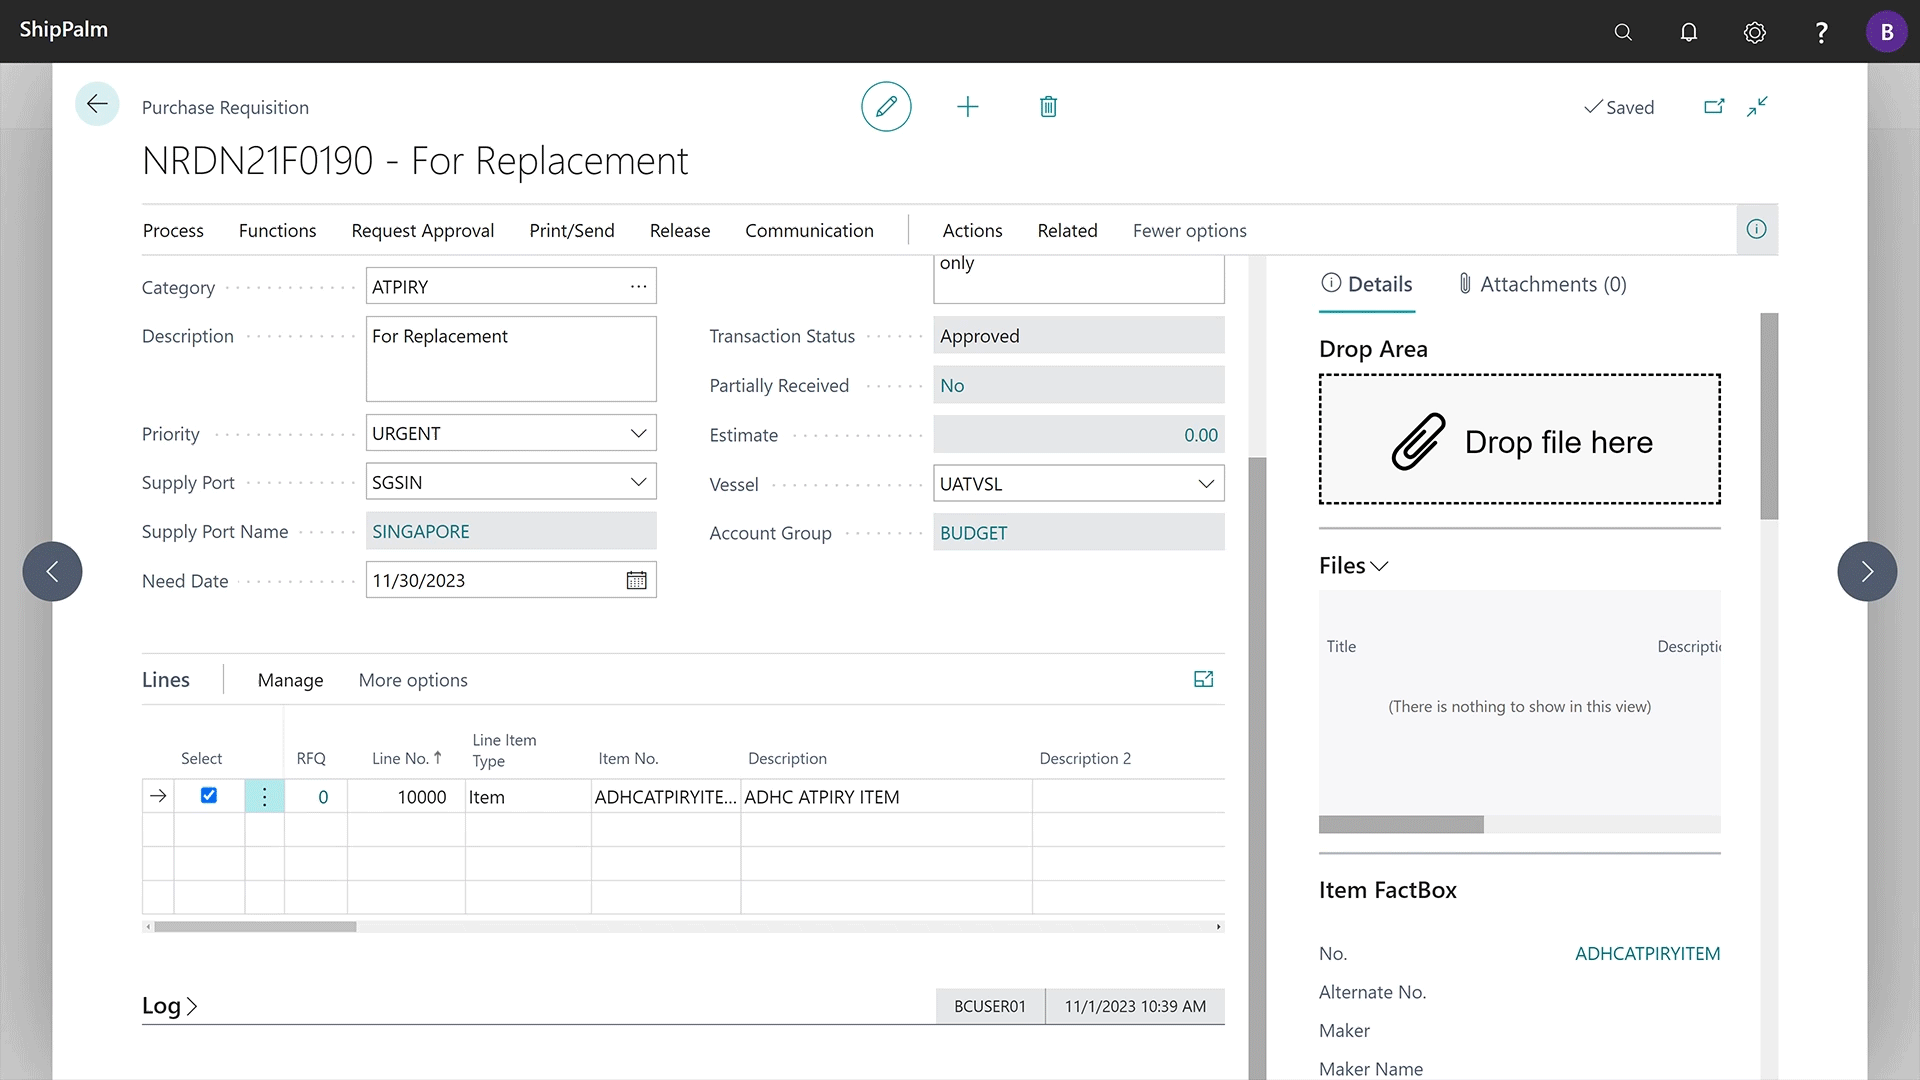 ShipPalm
?
B
Purchase Requisition
Saved
NRDN21F0190 - For Replacement
Process Functions Request Approval Print/Send Release Communication Actions Related Fewer options
Category ATPIRY ...
only
Description For Replacement
Transaction Status Approved
Partially Received No
Priority URGENT
Estimate 0.00
Supply Port SGSIN
Vessel UATVSL
Supply Port Name SINGAPORE
Account Group BUDGET
Need Date 11/30/2023
Lines Manage More options
Select RFQ Line No. ↑ Line Item Type Item No. Description Description 2
→ 0 10000 Item ADHCATPIRYITE... ADHC ATPIRY ITEM
Log
BCUSER01 11/1/2023 10:39 AM
Details Attachments (0)
Drop Area
Drop file here
Files
Title Descriptic
(There is nothing to show in this view)
Item FactBox
No. ADHCATPIRYITEM
Alternate No.
Maker
Maker Name